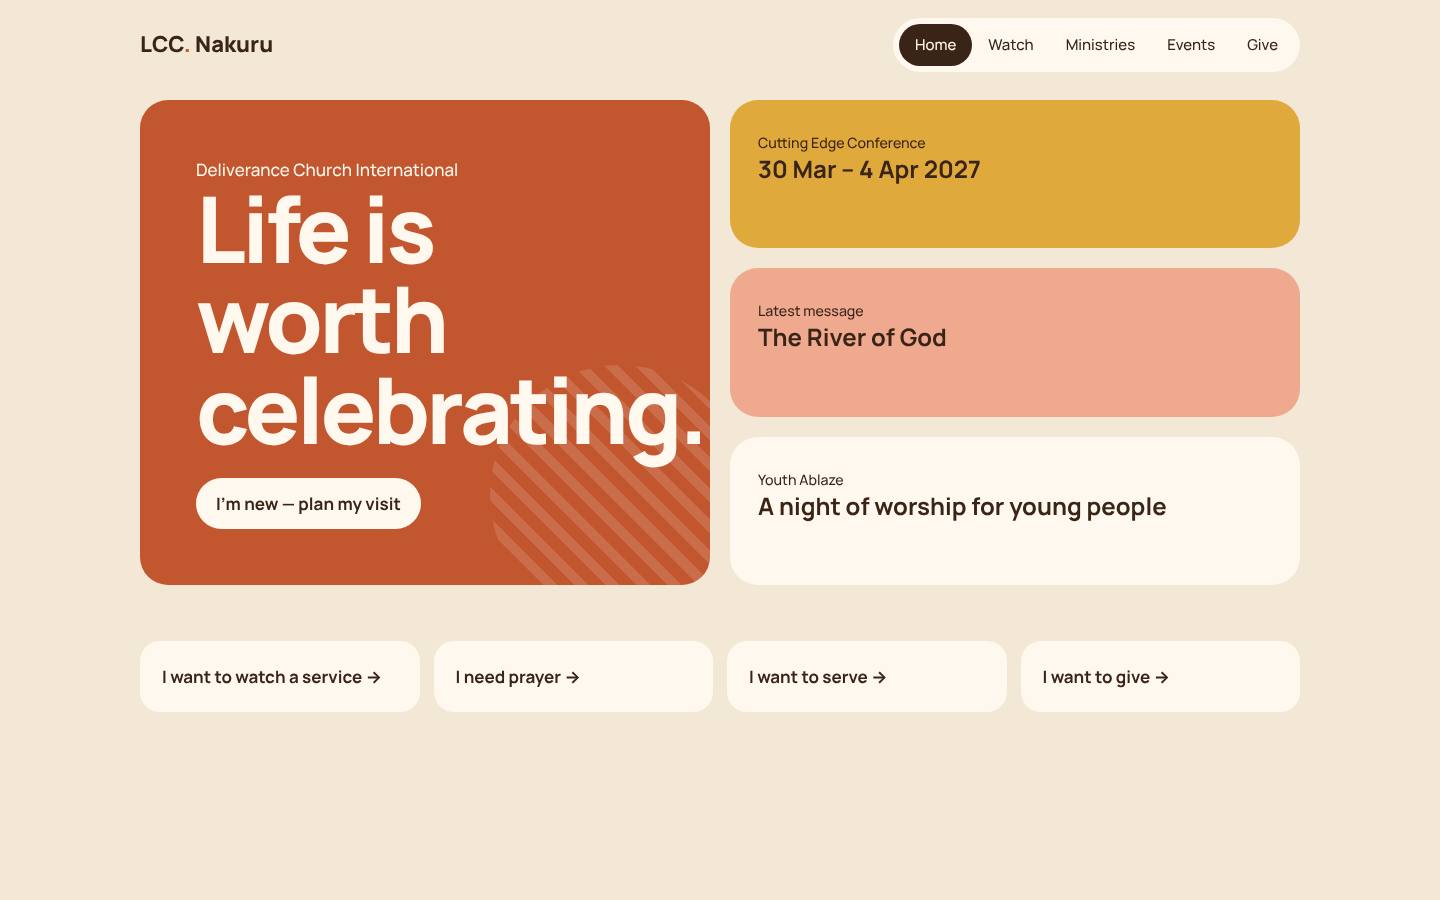 LCC. Nakuru
Home
Watch
Ministries
Events
Give
Deliverance Church International
Life is
worth
celebrating.
I'm new — plan my visit
Cutting Edge Conference
30 Mar – 4 Apr 2027
Latest message
The River of God
Youth Ablaze
A night of worship for young people
I want to watch a service →
I need prayer →
I want to serve →
I want to give →